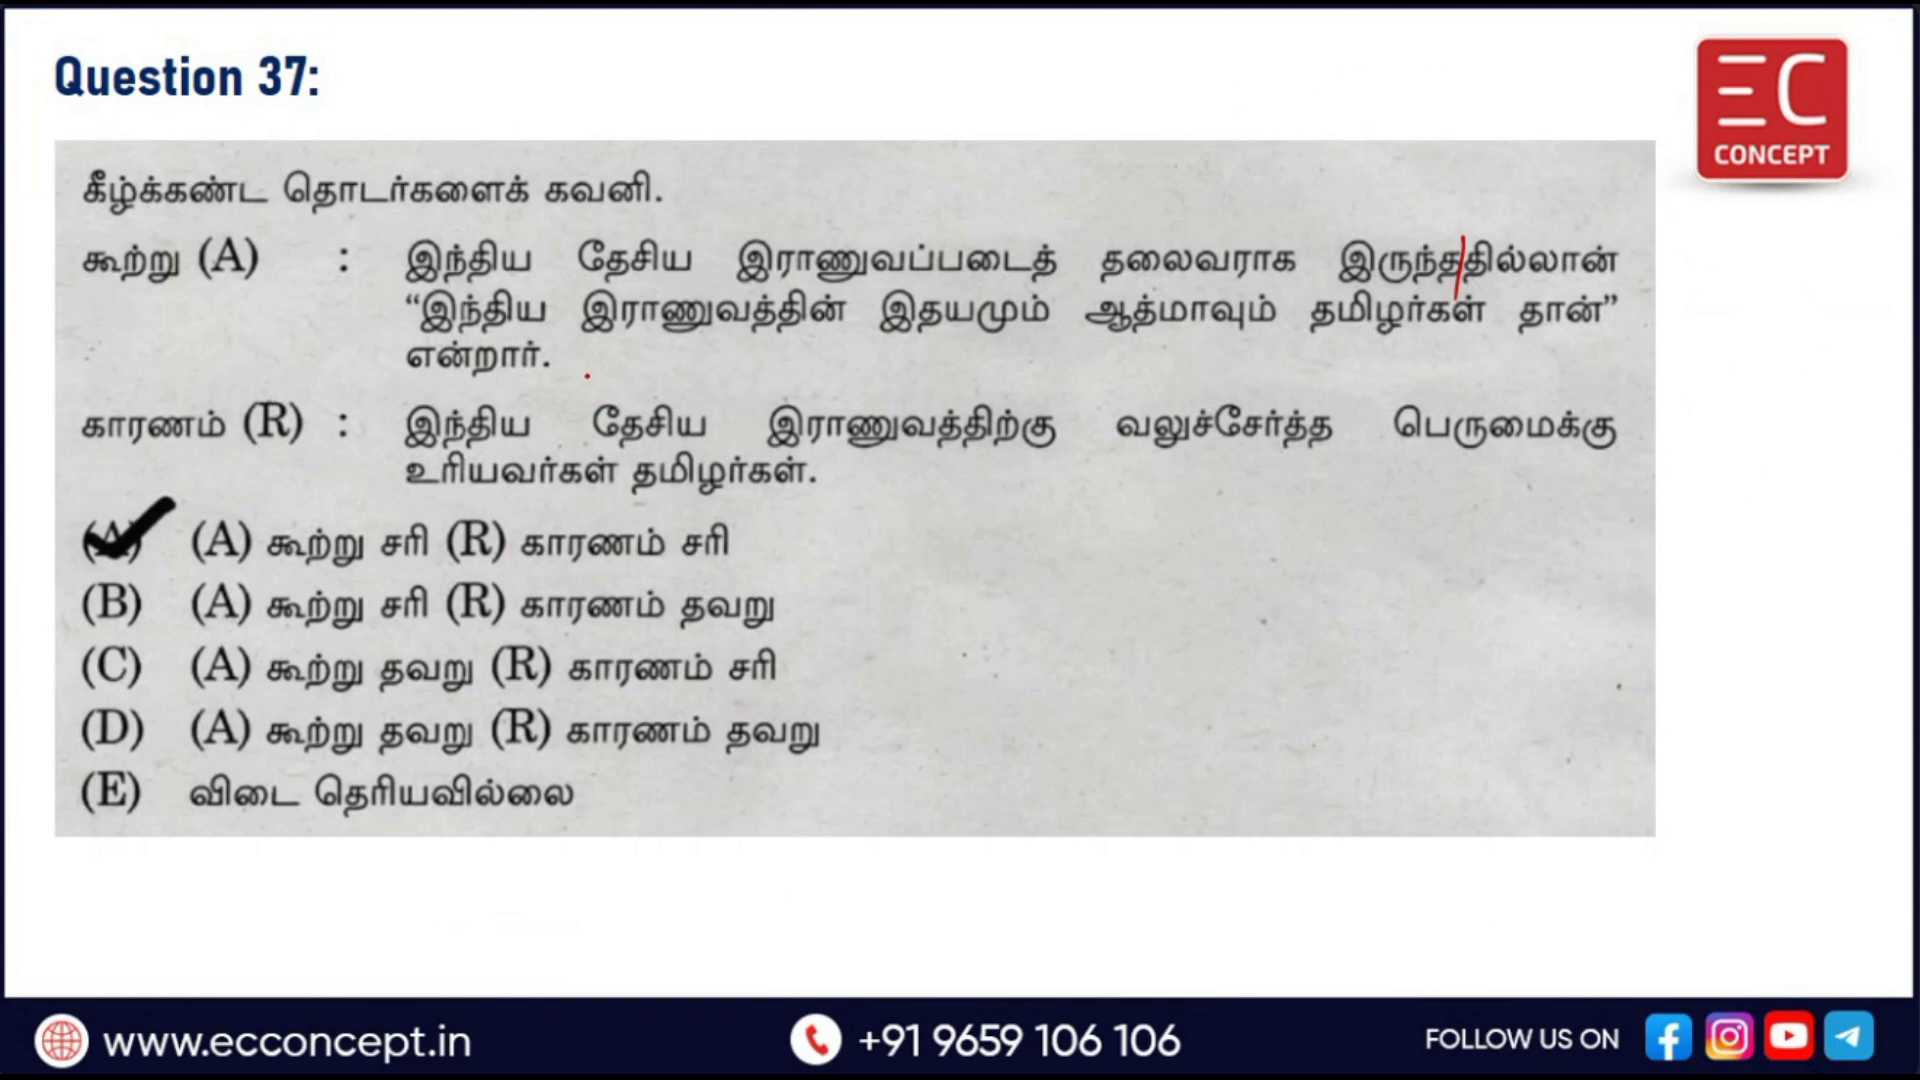 Question 37:
EC
CONCEPT
கீழ்க்கண்ட தொடர்களைக் கவனி.
கூற்று (A) : இந்திய தேசிய இராணுவப்படைத் தலைவராக இருந்ததில்லான்
“இந்திய இராணுவத்தின் இதயமும் ஆத்மாவும் தமிழர்கள் தான்”
என்றார்.
காரணம் (R) : இந்திய தேசிய இராணுவத்திற்கு வலுச்சேர்த்த பெருமைக்கு
உரியவர்கள் தமிழர்கள்.
(A) (A) கூற்று சரி (R) காரணம் சரி
(B) (A) கூற்று சரி (R) காரணம் தவறு
(C) (A) கூற்று தவறு (R) காரணம் சரி
(D) (A) கூற்று தவறு (R) காரணம் தவறு
(E) விடை தெரியவில்லை
www.ecconcept.in +91 9659 106 106 FOLLOW US ON